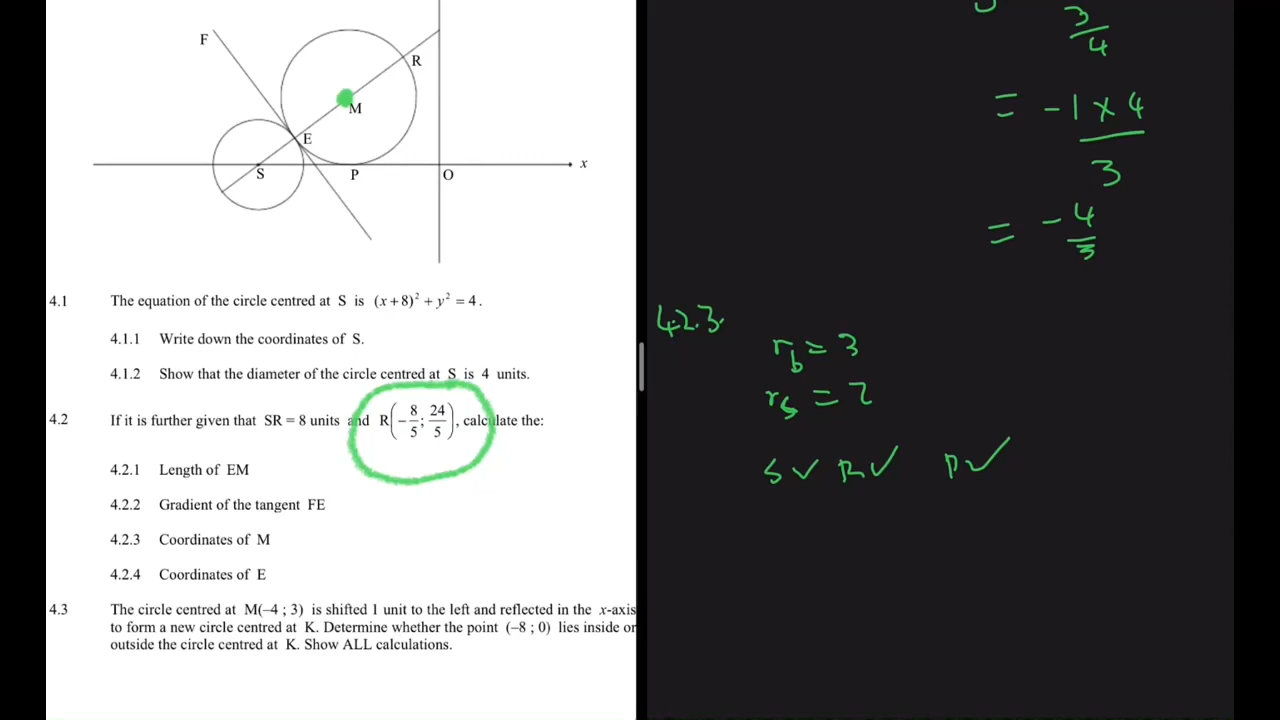 F
R
M
E
S
P
O
x
4.1 The equation of the circle centred at S is (x+8)² + y² = 4.
4.1.1 Write down the coordinates of S.
4.1.2 Show that the diameter of the circle centred at S is 4 units.
4.2 If it is further given that SR = 8 units and R(−8/5 ; 24/5), calculate the:
4.2.1 Length of EM
4.2.2 Gradient of the tangent FE
4.2.3 Coordinates of M
4.2.4 Coordinates of E
4.3 The circle centred at M(−4 ; 3) is shifted 1 unit to the left and reflected in the x-axis
to form a new circle centred at K. Determine whether the point (−8 ; 0) lies inside or
outside the circle centred at K. Show ALL calculations.
3/4
= -1 × 4
3
= -4/3
4.2.3.
r_b = 3
r_s = 2
S ✓ R ✓ P ✓